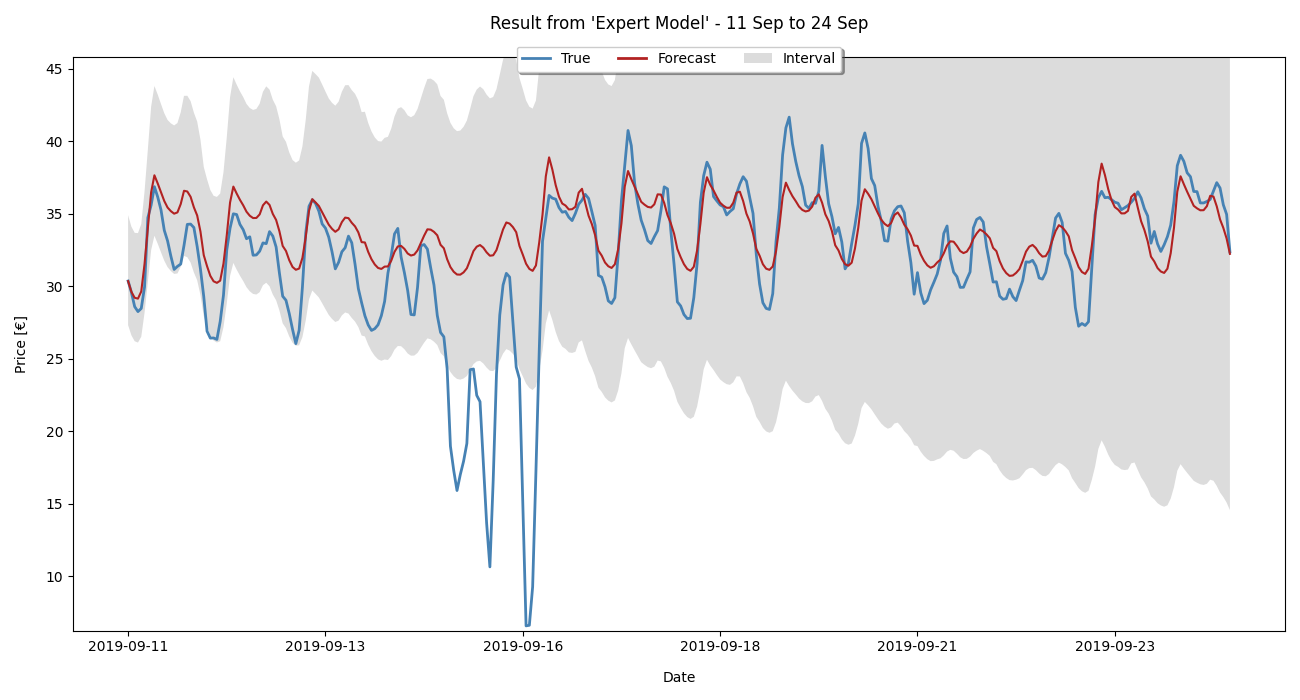 Result from 'Expert Model' - 11 Sep to 24 Sep
True Forecast Interval
45
40
35
30
25
20
15
10
Price [€]
2019-09-11 2019-09-13 2019-09-16 2019-09-18 2019-09-21 2019-09-23
Date